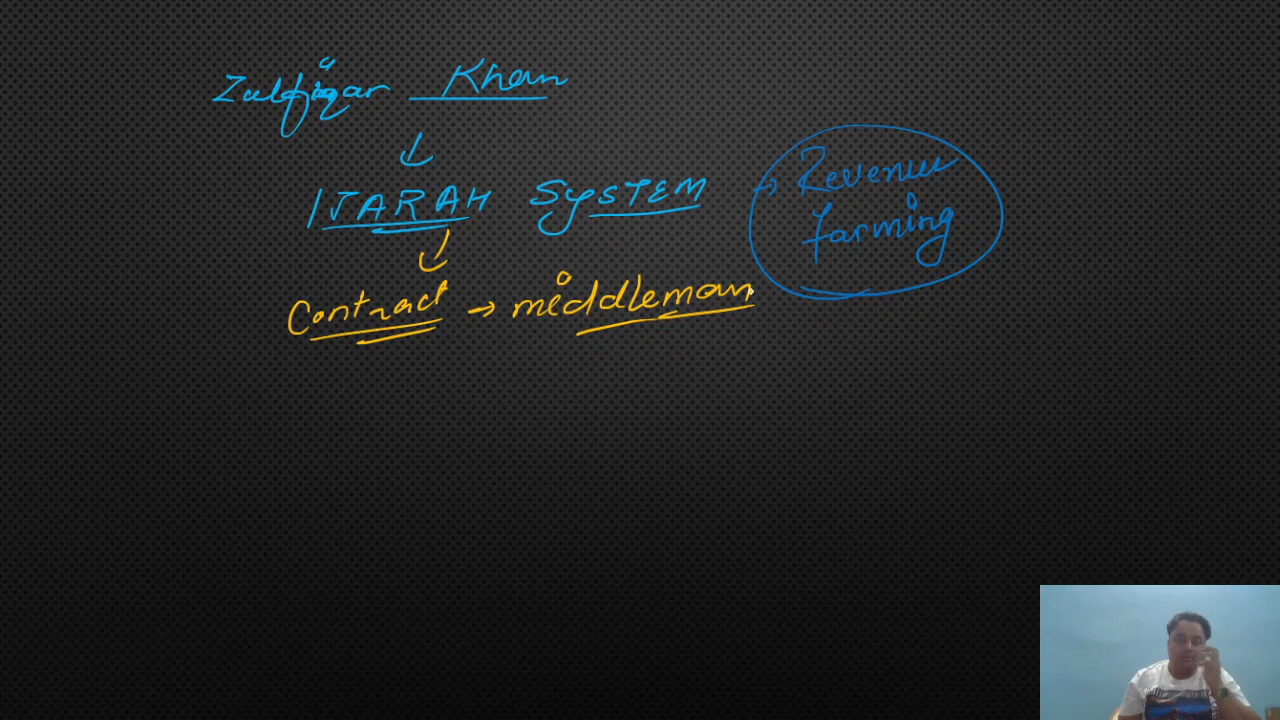 Zulfiqar Khan
IJARAH SySTEM
→ Revenue
farming
Contract → middleman